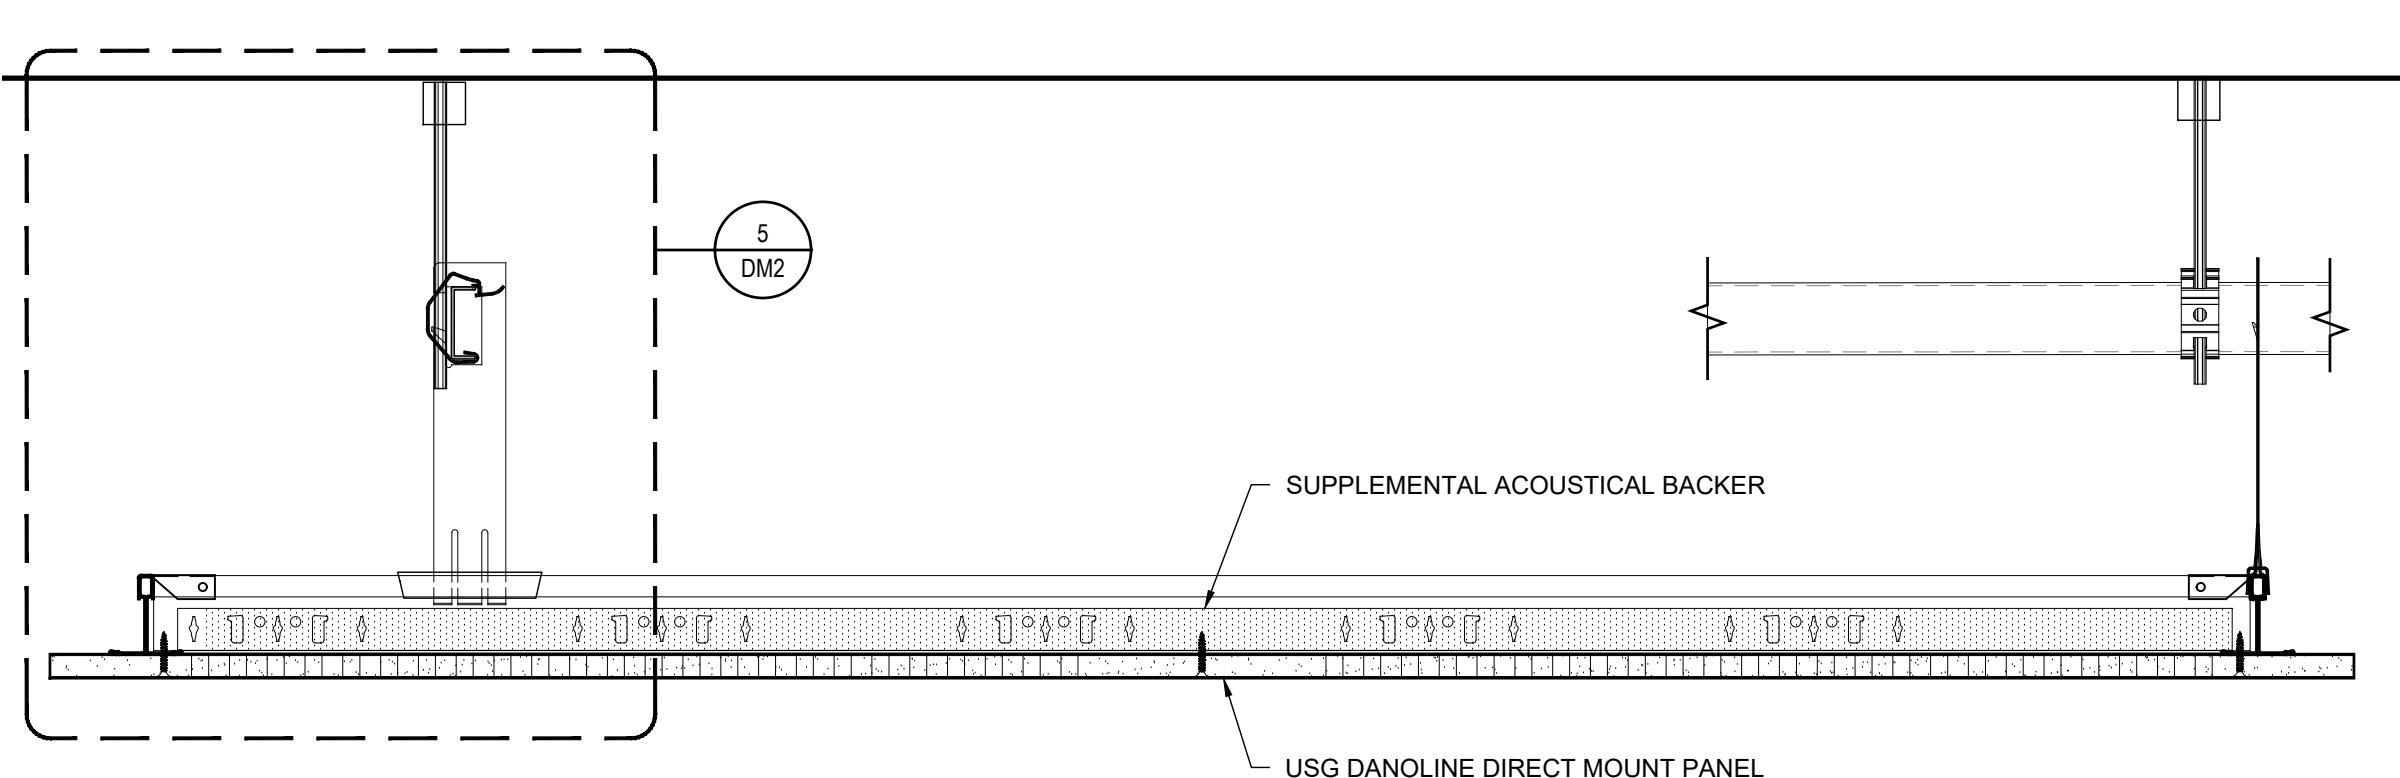 5
DM2
SUPPLEMENTAL ACOUSTICAL BACKER
USG DANOLINE DIRECT MOUNT PANEL